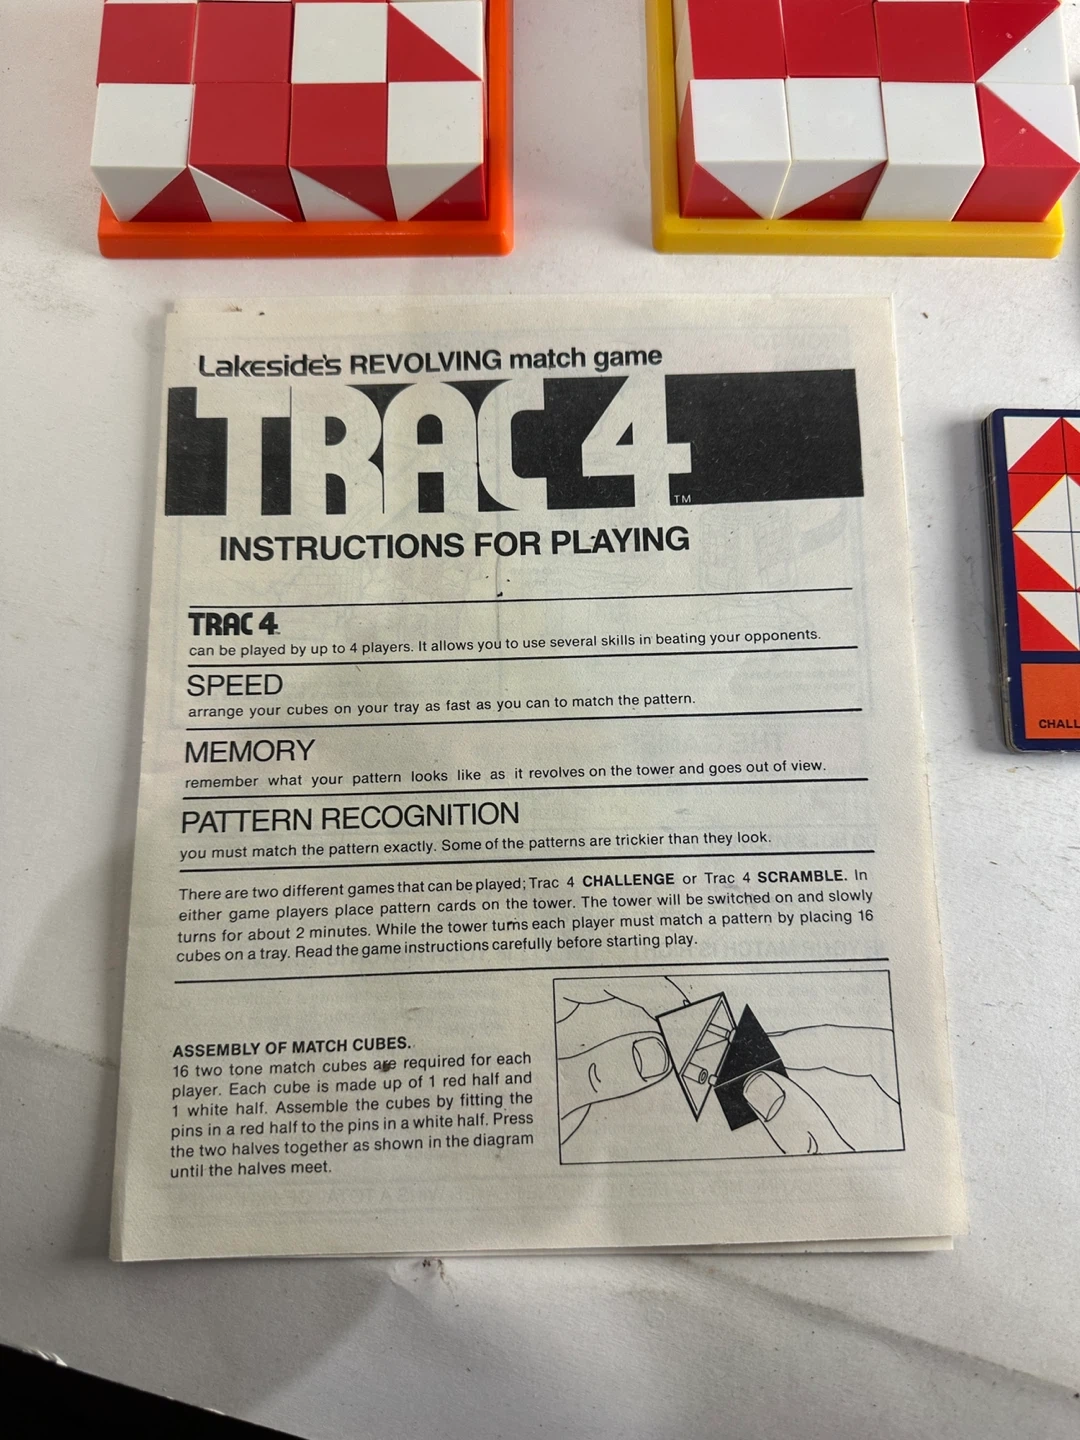 Lakeside's REVOLVING match game
TRAC 4
TM
INSTRUCTIONS FOR PLAYING
TRAC 4
can be played by up to 4 players. It allows you to use several skills in beating your opponents.
SPEED
arrange your cubes on your tray as fast as you can to match the pattern.
MEMORY
remember what your pattern looks like as it revolves on the tower and goes out of view.
PATTERN RECOGNITION
you must match the pattern exactly. Some of the patterns are trickier than they look.
There are two different games that can be played; Trac 4 CHALLENGE or Trac 4 SCRAMBLE. In
either game players place pattern cards on the tower. The tower will be switched on and slowly
turns for about 2 minutes. While the tower turns each player must match a pattern by placing 16
cubes on a tray. Read the game instructions carefully before starting play.
ASSEMBLY OF MATCH CUBES.
16 two tone match cubes are required for each
player. Each cube is made up of 1 red half and
1 white half. Assemble the cubes by fitting the
pins in a red half to the pins in a white half. Press
the two halves together as shown in the diagram
until the halves meet.
CHALL